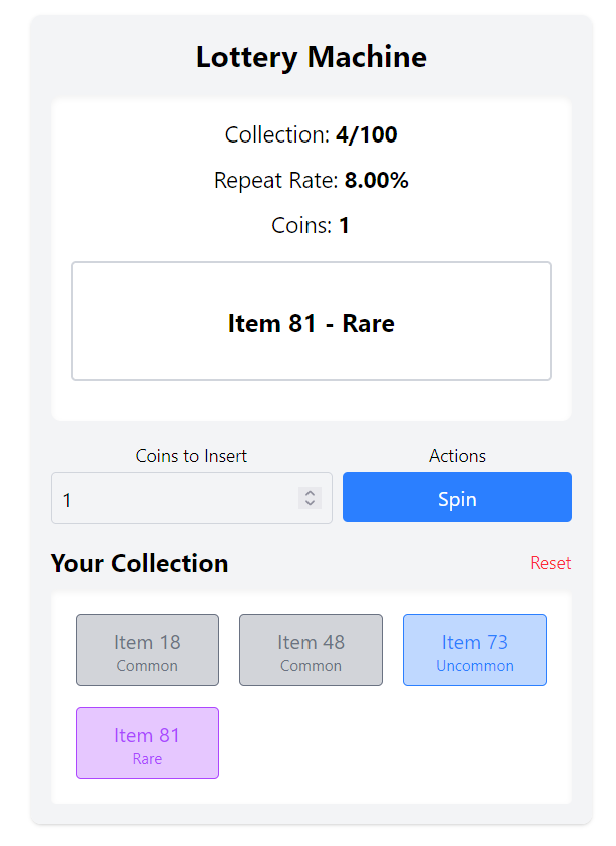 Lottery Machine
Collection: 4/100
Repeat Rate: 8.00%
Coins: 1
Item 81 - Rare
Coins to Insert
Actions
1
Spin
Your Collection
Reset
Item 18
Common
Item 48
Common
Item 73
Uncommon
Item 81
Rare